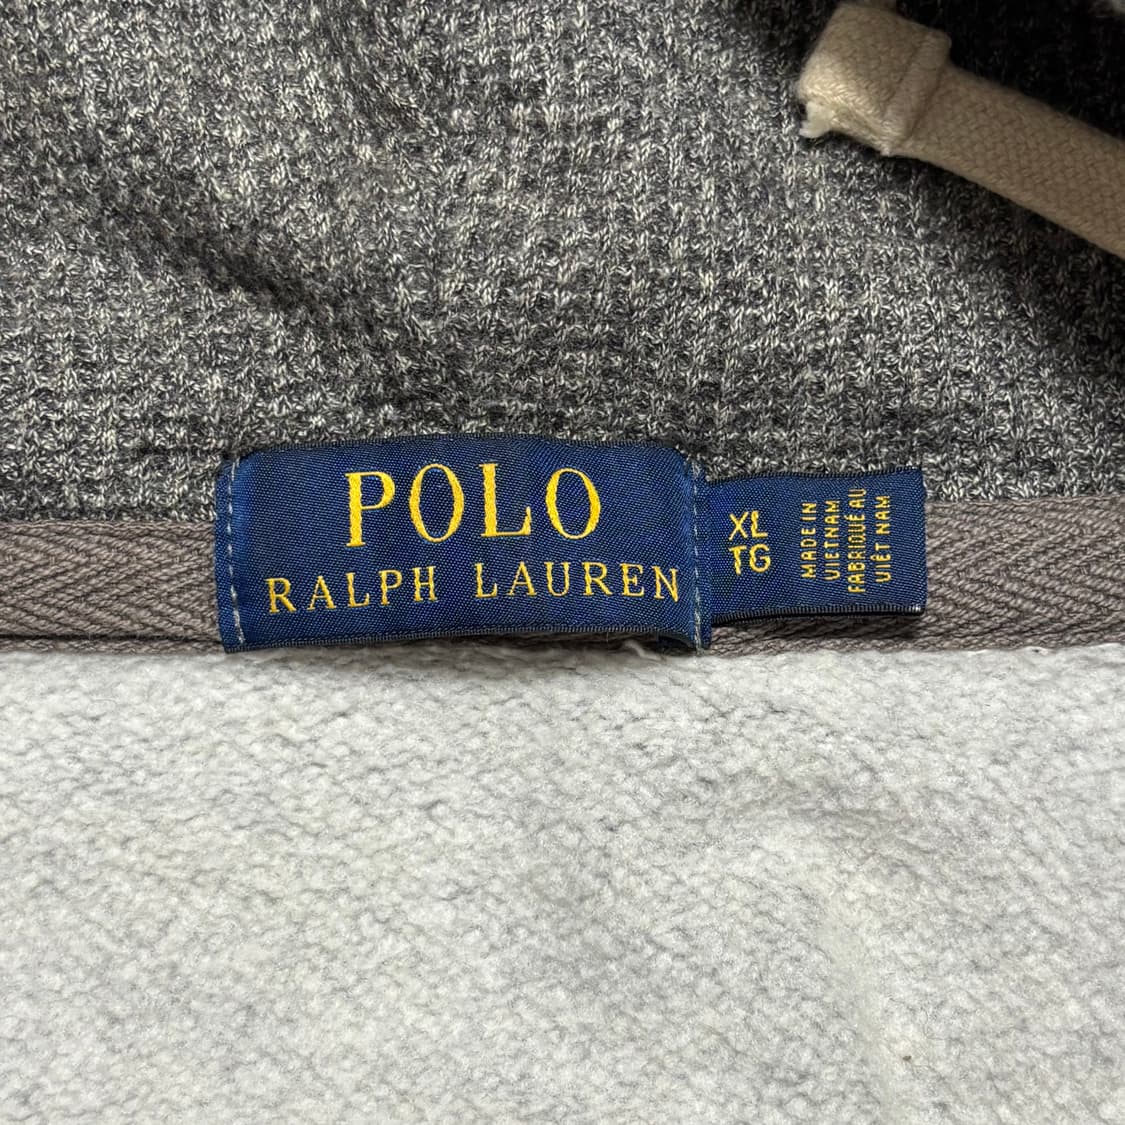 POLO
RALPH LAUREN
XL
TG
MADE IN
VIETNAM
FABRIQUÉ AU
VIÊT NAM